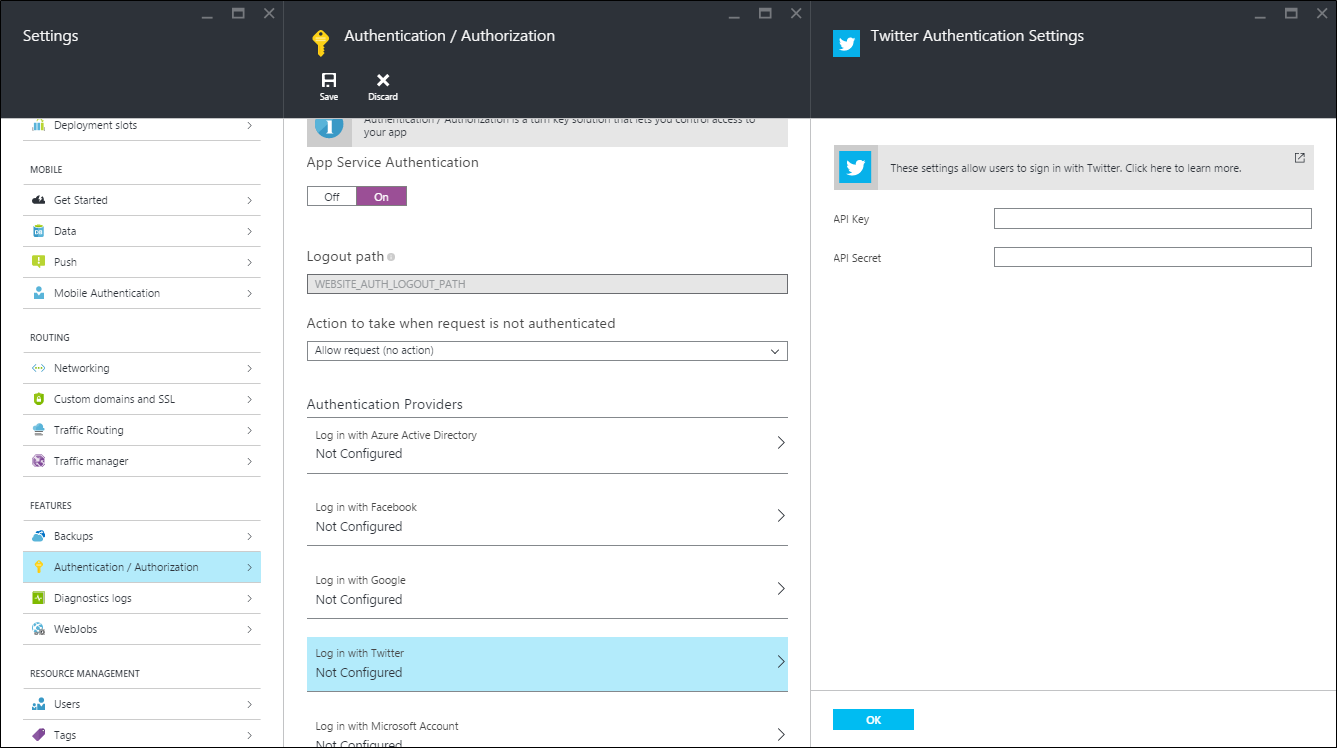 Settings
Deployment slots
MOBILE
Get Started
Data
Push
Mobile Authentication
ROUTING
Networking
Custom domains and SSL
Traffic Routing
Traffic manager
FEATURES
Backups
Authentication / Authorization
Diagnostics logs
WebJobs
RESOURCE MANAGEMENT
Users
Tags
Authentication / Authorization
Save
Discard
Authentication / Authorization is a turn key solution that lets you control access to
your app
App Service Authentication
Off
On
Logout path
WEBSITE_AUTH_LOGOUT_PATH
Action to take when request is not authenticated
Allow request (no action)
Authentication Providers
Log in with Azure Active Directory
Not Configured
Log in with Facebook
Not Configured
Log in with Google
Not Configured
Log in with Twitter
Not Configured
Log in with Microsoft Account
Not Configured
Twitter Authentication Settings
These settings allow users to sign in with Twitter. Click here to learn more.
API Key
API Secret
OK